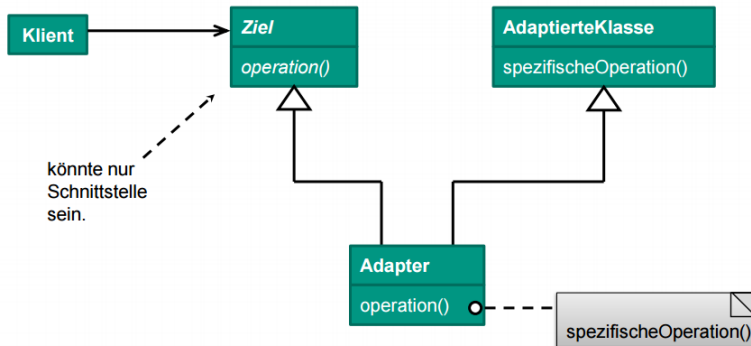 Klient
Ziel
operation()
AdaptierteKlasse
spezifischeOperation()
könnte nur
Schnittstelle
sein.
Adapter
operation()
spezifischeOperation()